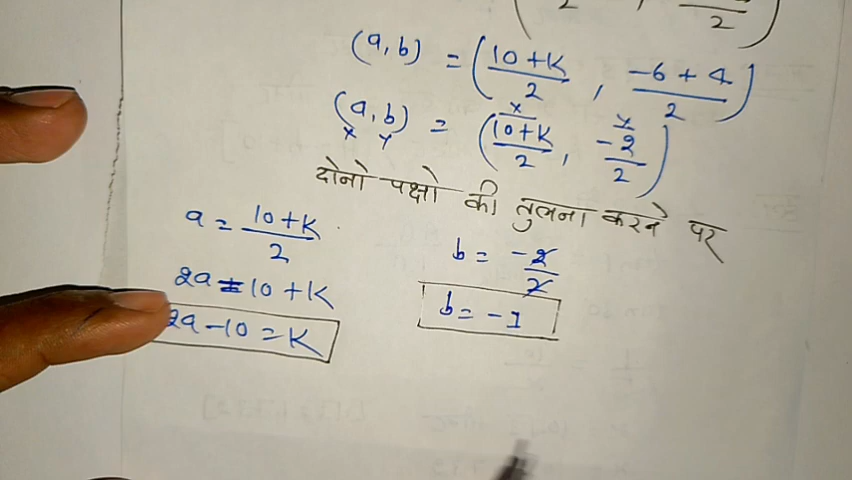 2
(a, b) = (10+K/2, -6+4/2)
(a, b) = (10+K/2, -2/2)
x y x y
दोनो पक्षो की तुलना करने पर
a = 10+K/2
b = -2/2
2a = 10+K
b = -1
2a-10 = K